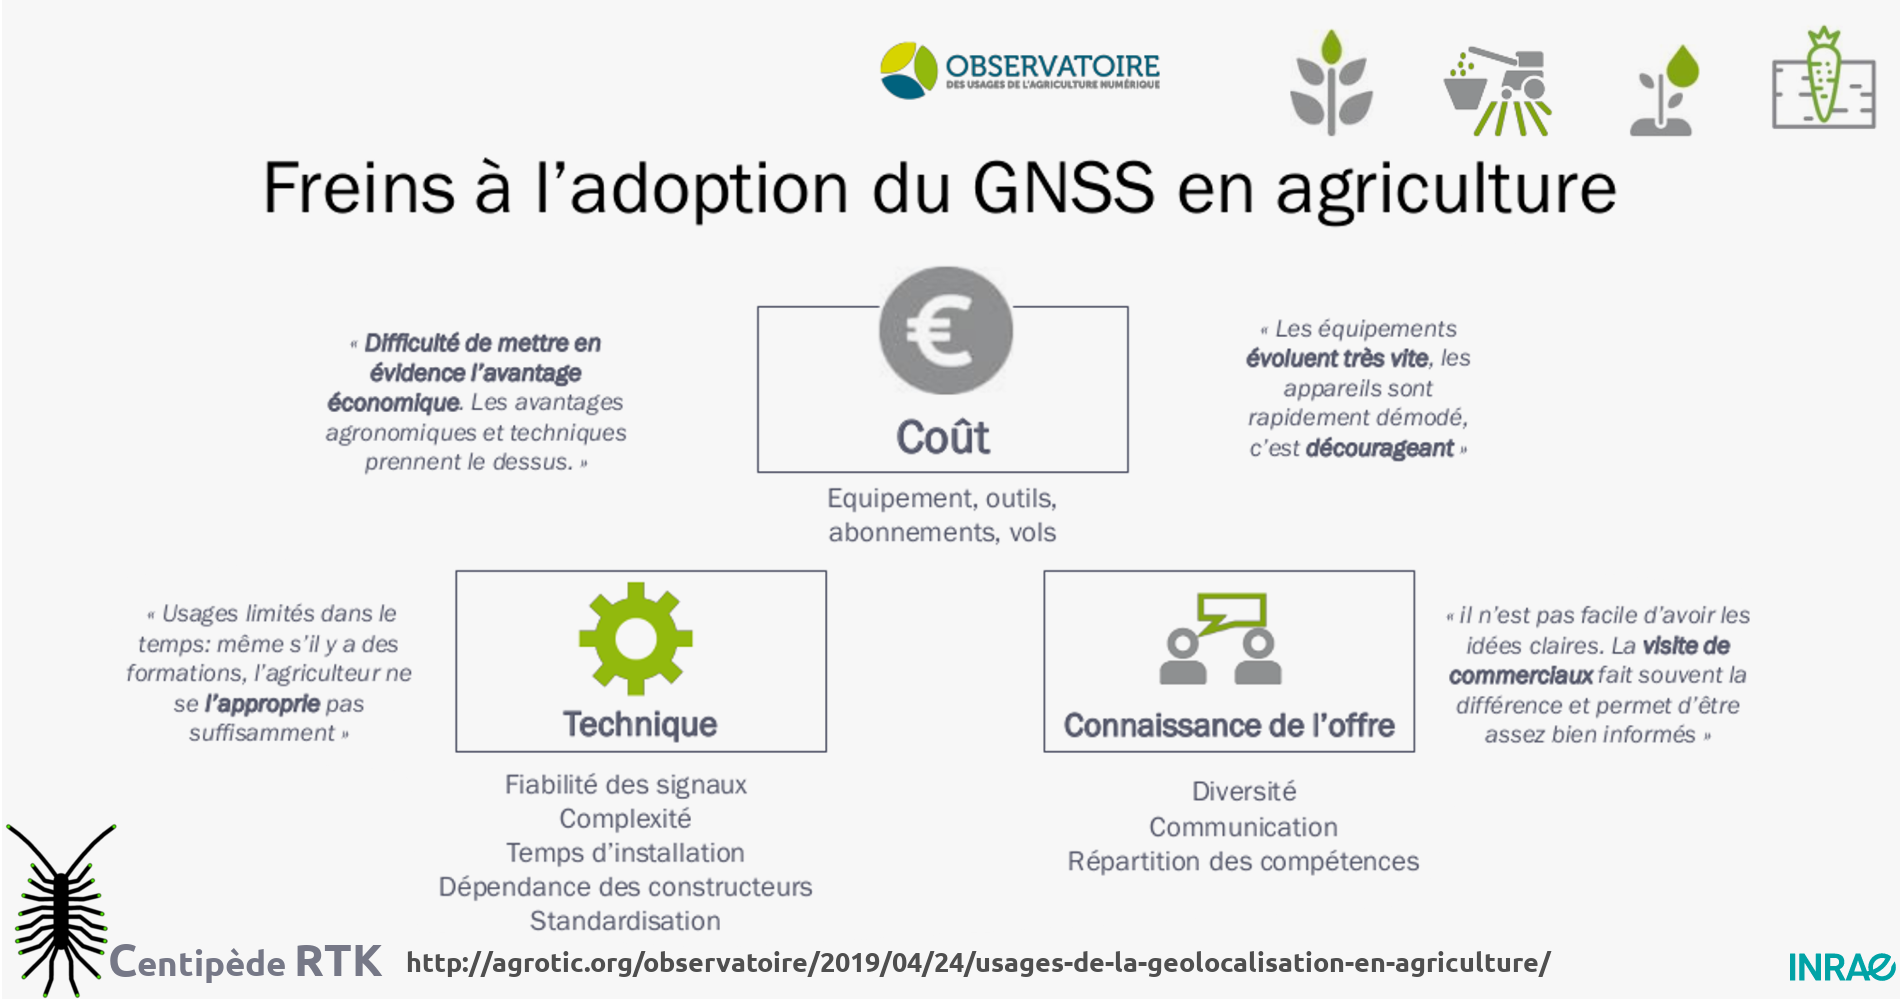 OBSERVATOIRE
DES USAGES DE L'AGRICULTURE NUMÉRIQUE
Freins à l'adoption du GNSS en agriculture
« Difficulté de mettre en
évidence l'avantage
économique. Les avantages
agronomiques et techniques
prennent le dessus. »
€
Coût
Equipement, outils,
abonnements, vols
« Les équipements
évoluent très vite, les
appareils sont
rapidement démodé,
c'est décourageant »
« Usages limités dans le
temps: même s'il y a des
formations, l'agriculteur ne
se l'approprie pas
suffisamment »
Technique
Fiabilité des signaux
Complexité
Temps d'installation
Dépendance des constructeurs
Standardisation
Connaissance de l'offre
Diversité
Communication
Répartition des compétences
« il n'est pas facile d'avoir les
idées claires. La visite de
commerciaux fait souvent la
différence et permet d'être
assez bien informés »
Centipède RTK
http://agrotic.org/observatoire/2019/04/24/usages-de-la-geolocalisation-en-agriculture/
INRAE